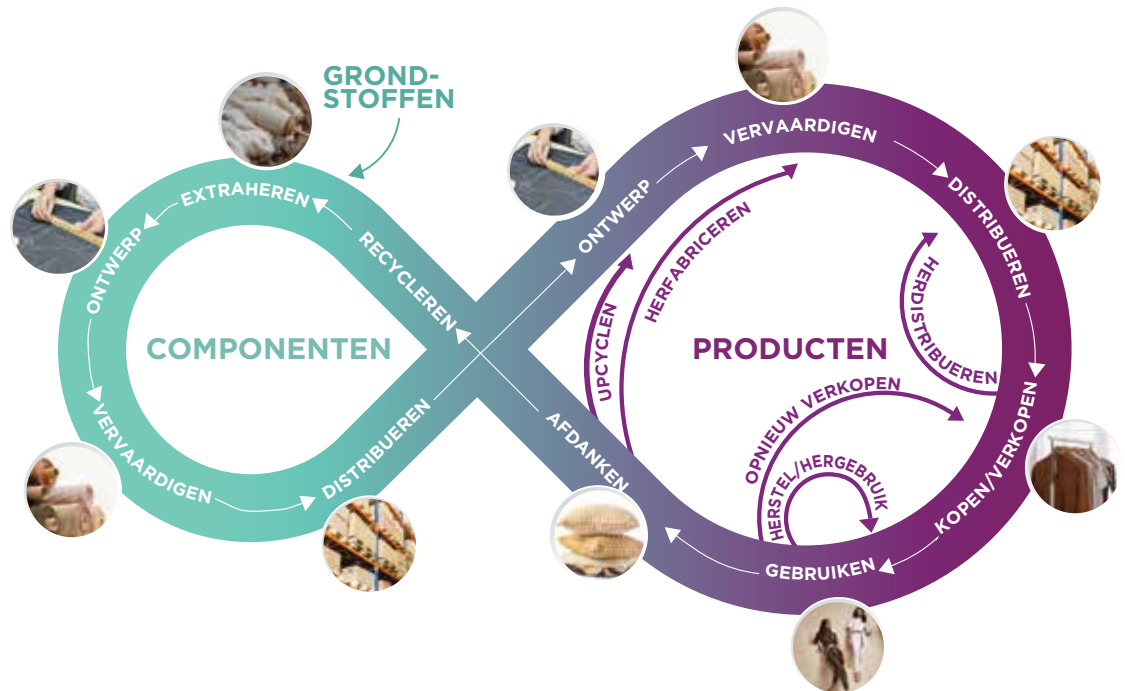 GROND-
STOFFEN
EXTRAHEREN
ONTWERP
VERVAARDIGEN
DISTRIBUEREN
RECYCLEREN
COMPONENTEN
ONTWERP
VERVAARDIGEN
DISTRIBUEREN
KOPEN/VERKOPEN
GEBRUIKEN
AFDANKEN
PRODUCTEN
UPCYCLEN
HERFABRICEREN
HERDISTRIBUEREN
OPNIEUW VERKOPEN
HERSTEL/HERGEBRUIK